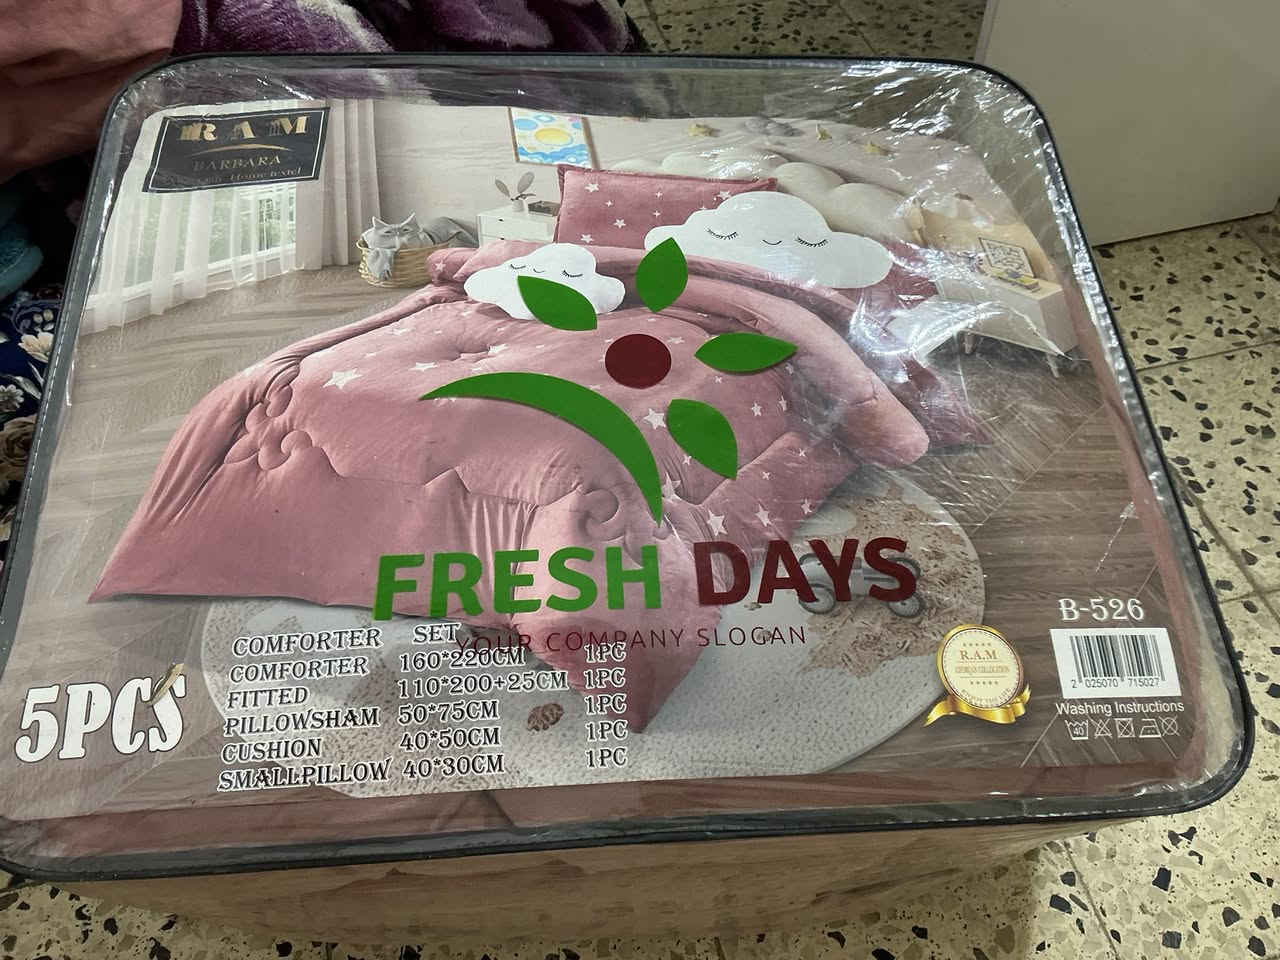 RAM
BARBARA
FRESH DAYS
YOUR COMPANY SLOGAN
5PCS
COMFORTER SET
COMFORTER 160*220CM 1PC
FITTED 110*200+25CM 1PC
PILLOWSHAM 50*75CM 1PC
CUSHION 40*50CM 1PC
SMALLPILLOW 40*30CM 1PC
R.A.M
B-526
2 025070 715027
Washing Instructions
40